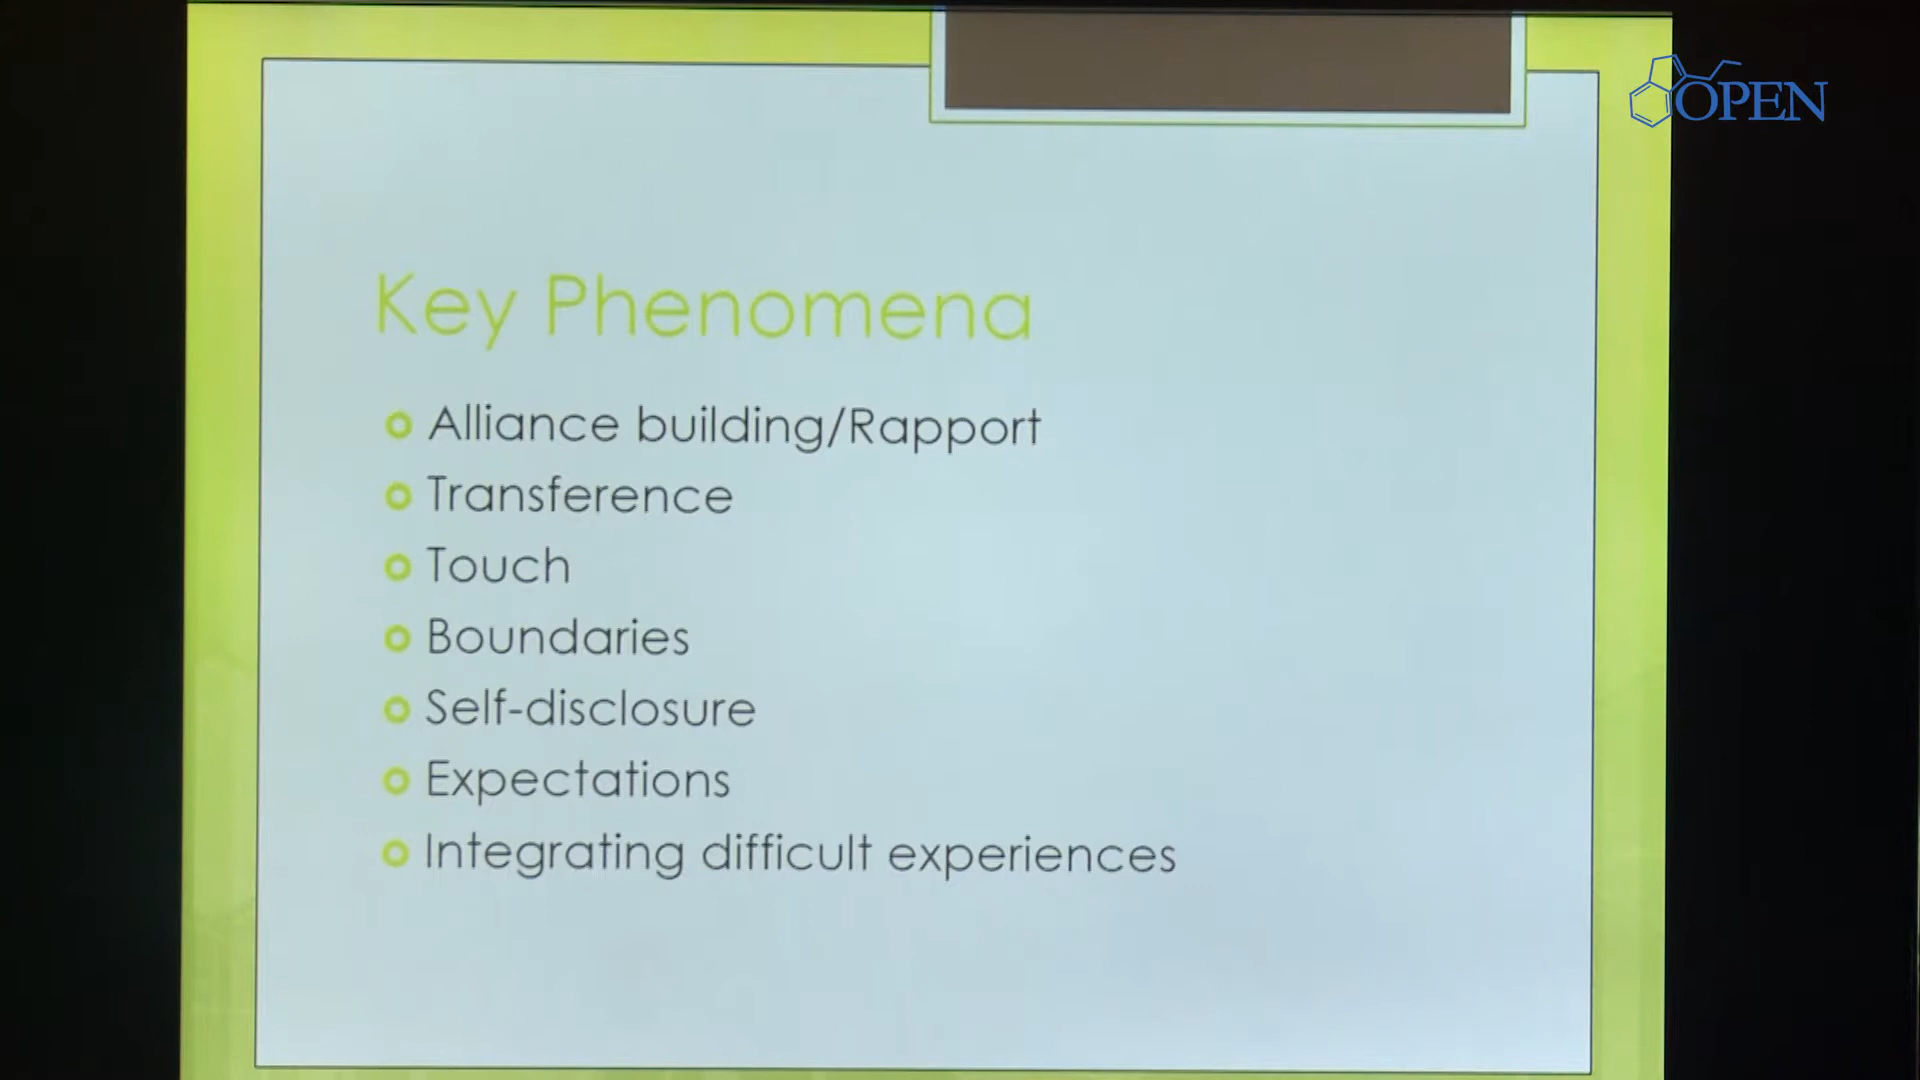 OPEN
Key Phenomena
Alliance building/Rapport
Transference
Touch
Boundaries
Self-disclosure
Expectations
Integrating difficult experiences